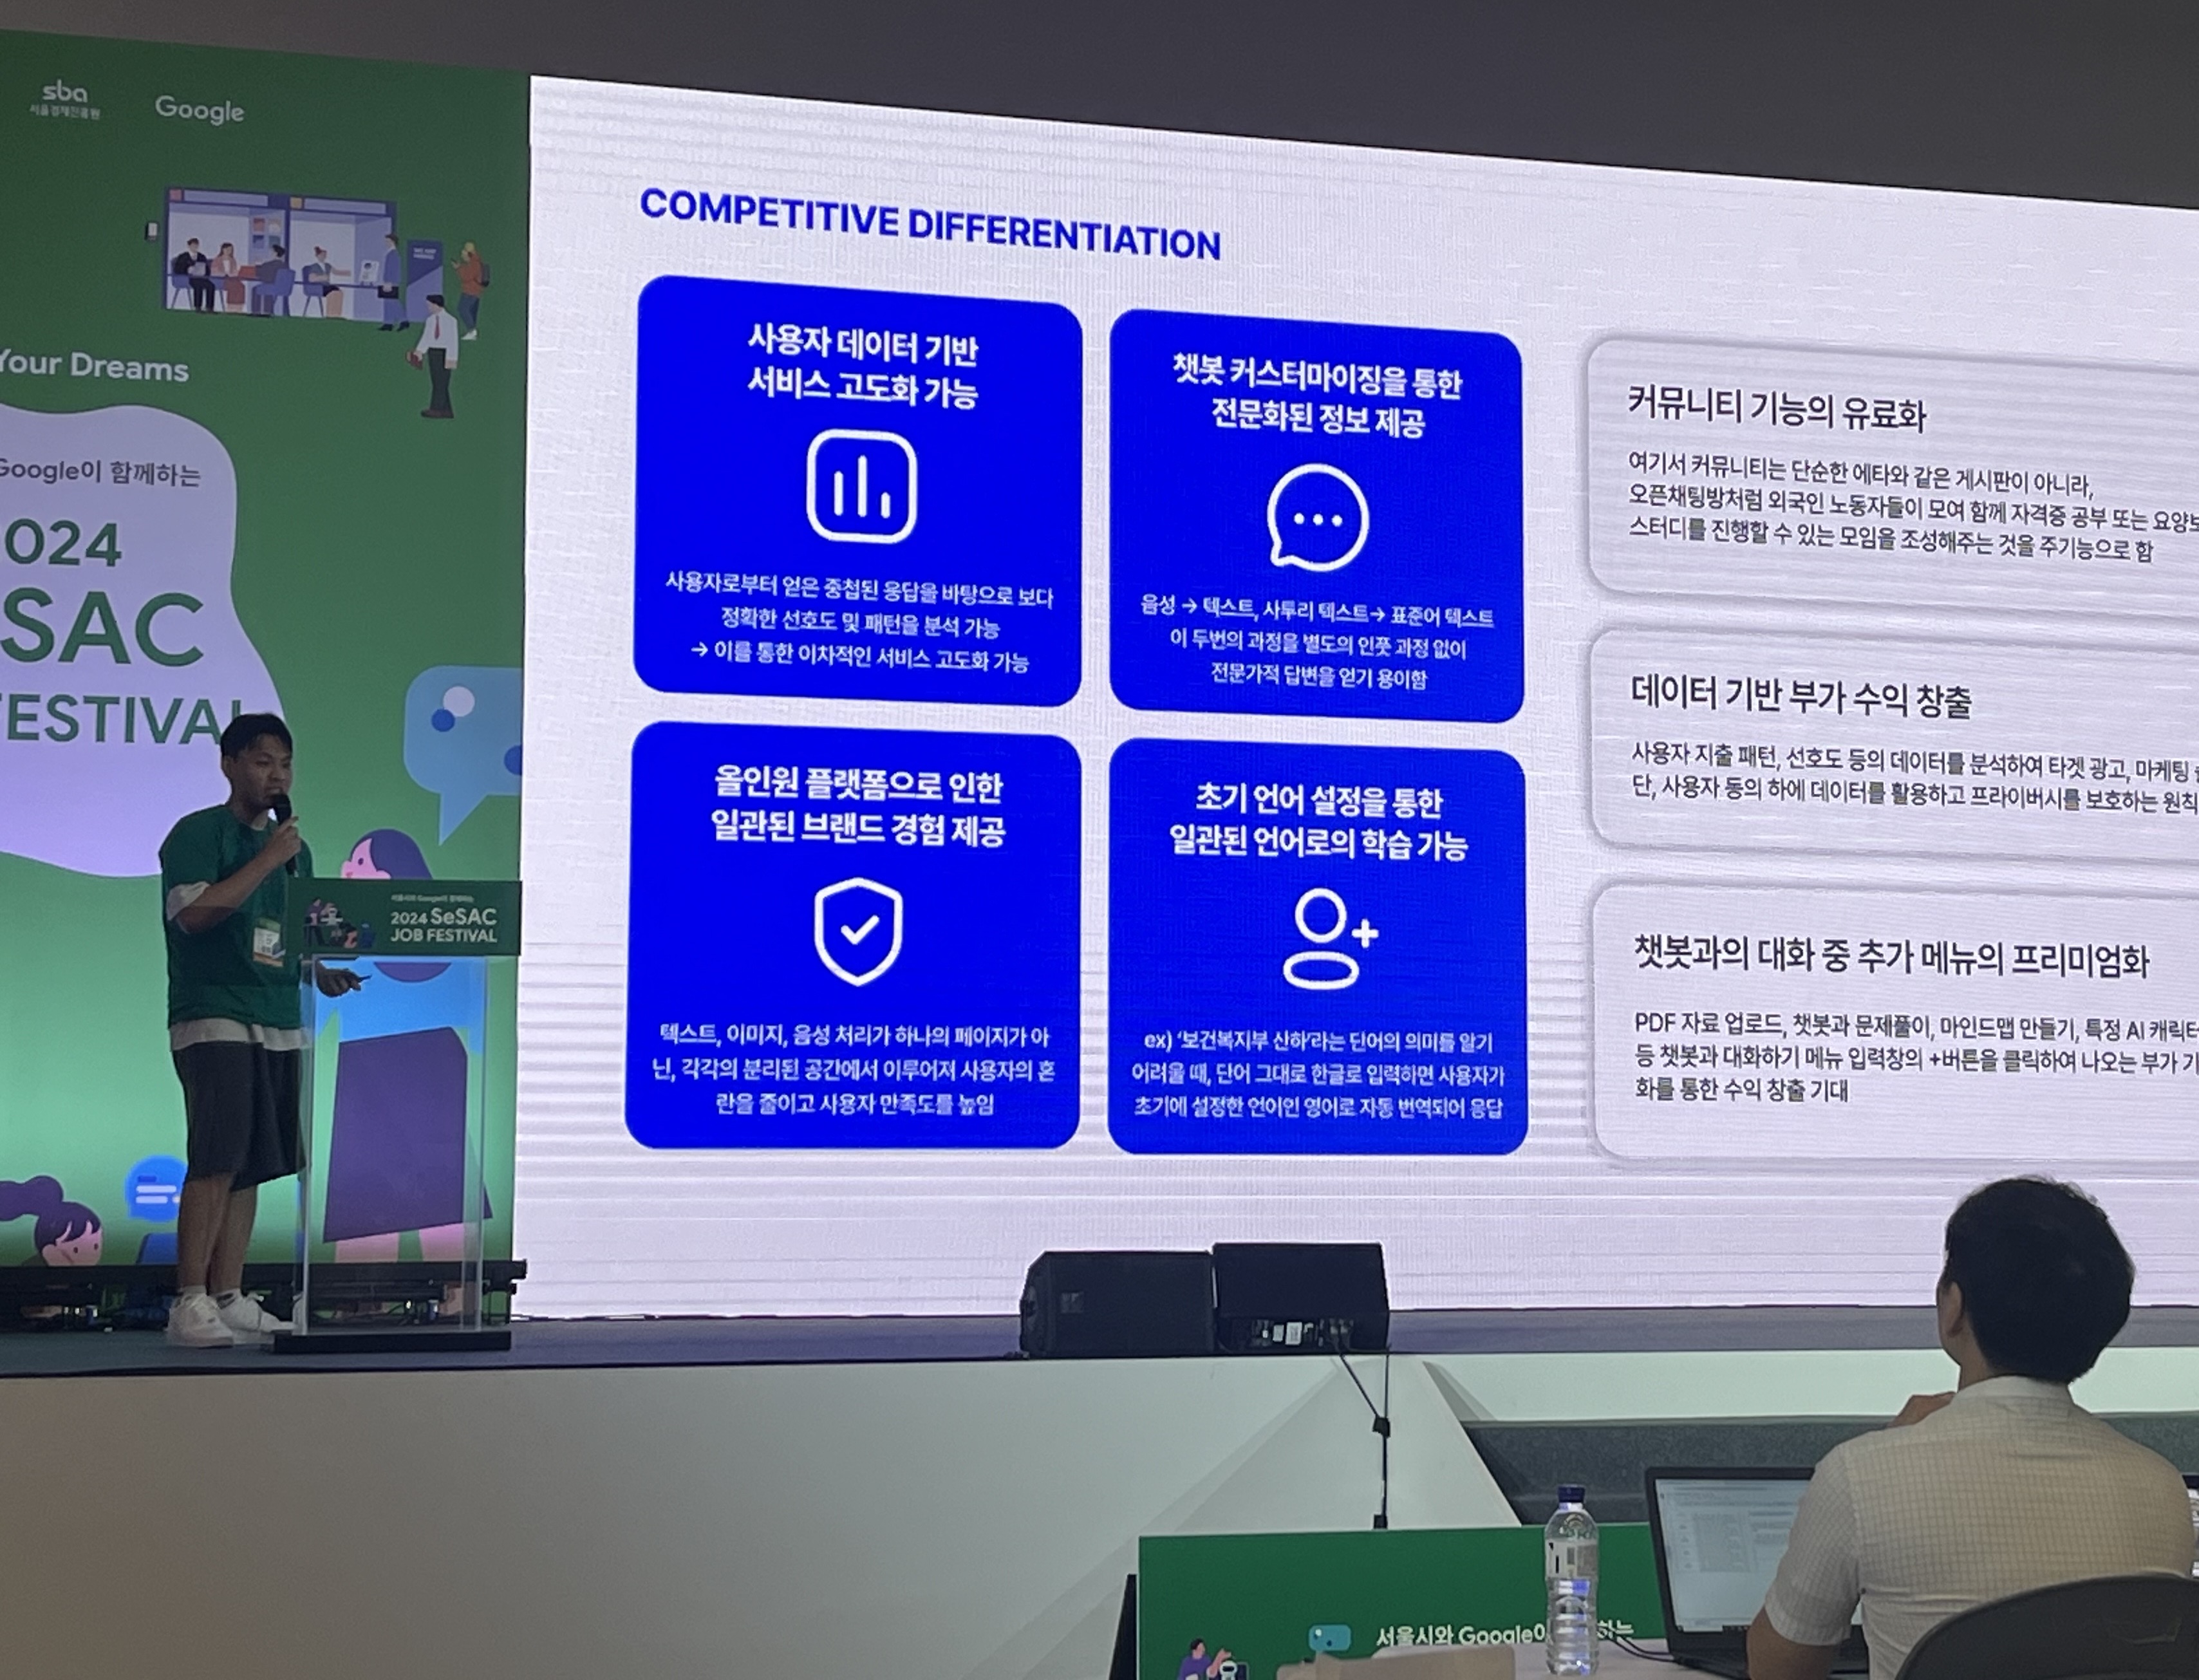 sba
서울경제진흥원
Google
Your Dreams
Google이 함께하는
2024
SeSAC
FESTIVAL
서울시와 Google이 함께하는
2024 SeSAC
JOB FESTIVAL
COMPETITIVE DIFFERENTIATION
사용자 데이터 기반
서비스 고도화 가능
사용자로부터 얻은 중첩된 응답을 바탕으로 보다
정확한 선호도 및 패턴을 분석 가능
→ 이를 통한 이차적인 서비스 고도화 가능
챗봇 커스터마이징을 통한
전문화된 정보 제공
음성 → 텍스트, 사투리 텍스트→ 표준어 텍스트
이 두번의 과정을 별도의 인풋 과정 없이
전문가적 답변을 얻기 용이함
올인원 플랫폼으로 인한
일관된 브랜드 경험 제공
텍스트, 이미지, 음성 처리가 하나의 페이지가 아
닌, 각각의 분리된 공간에서 이루어져 사용자의 혼
란을 줄이고 사용자 만족도를 높임
초기 언어 설정을 통한
일관된 언어로의 학습 가능
ex) '보건복지부 산하'라는 단어의 의미를 알기
어려울 때, 단어 그대로 한글로 입력하면 사용자가
초기에 설정한 언어인 영어로 자동 번역되어 응답
커뮤니티 기능의 유료화
여기서 커뮤니티는 단순한 에타와 같은 게시판이 아니라,
오픈채팅방처럼 외국인 노동자들이 모여 함께 자격증 공부 또는 요양보
스터디를 진행할 수 있는 모임을 조성해주는 것을 주기능으로 함
데이터 기반 부가 수익 창출
사용자 지출 패턴, 선호도 등의 데이터를 분석하여 타겟 광고, 마케팅
단, 사용자 동의 하에 데이터를 활용하고 프라이버시를 보호하는 원칙
챗봇과의 대화 중 추가 메뉴의 프리미엄화
PDF 자료 업로드, 챗봇과 문제풀이, 마인드맵 만들기, 특정 AI 캐릭터
등 챗봇과 대화하기 메뉴 입력창의 +버튼을 클릭하여 나오는 부가 기
화를 통한 수익 창출 기대
서울시와 Google이 하는